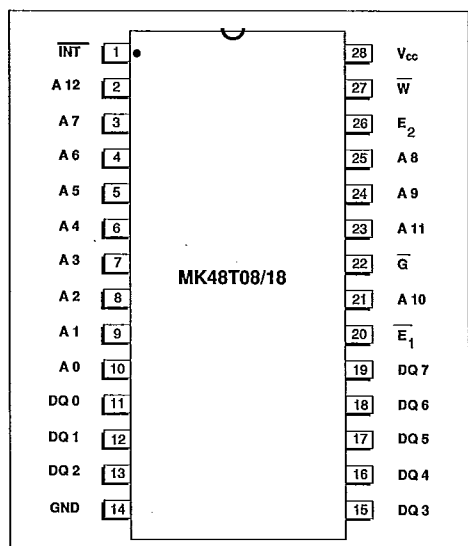 I̅N̅T̅ 1 28 Vcc
A 12 2 27 W̅
A 7 3 26 E2
A 6 4 25 A 8
A 5 5 24 A 9
A 4 6 23 A 11
A 3 7 22 G̅
MK48T08/18
A 2 8 21 A 10
A 1 9 20 E̅1
A 0 10 19 DQ 7
DQ 0 11 18 DQ 6
DQ 1 12 17 DQ 5
DQ 2 13 16 DQ 4
GND 14 15 DQ 3